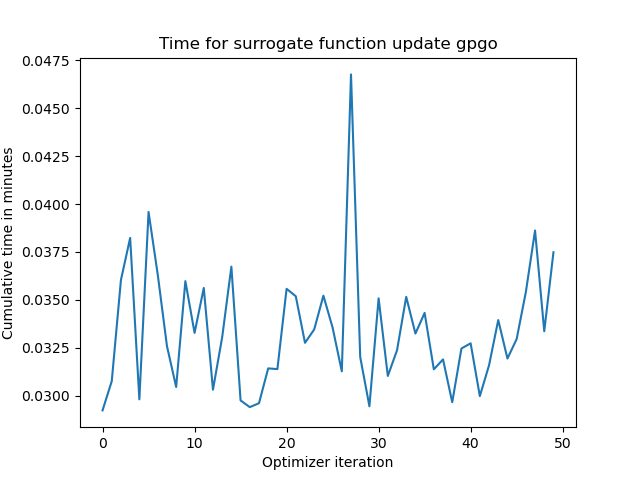 Time for surrogate function update gpgo
Cumulative time in minutes
0.0475
0.0450
0.0425
0.0400
0.0375
0.0350
0.0325
0.0300
0 10 20 30 40 50
Optimizer iteration